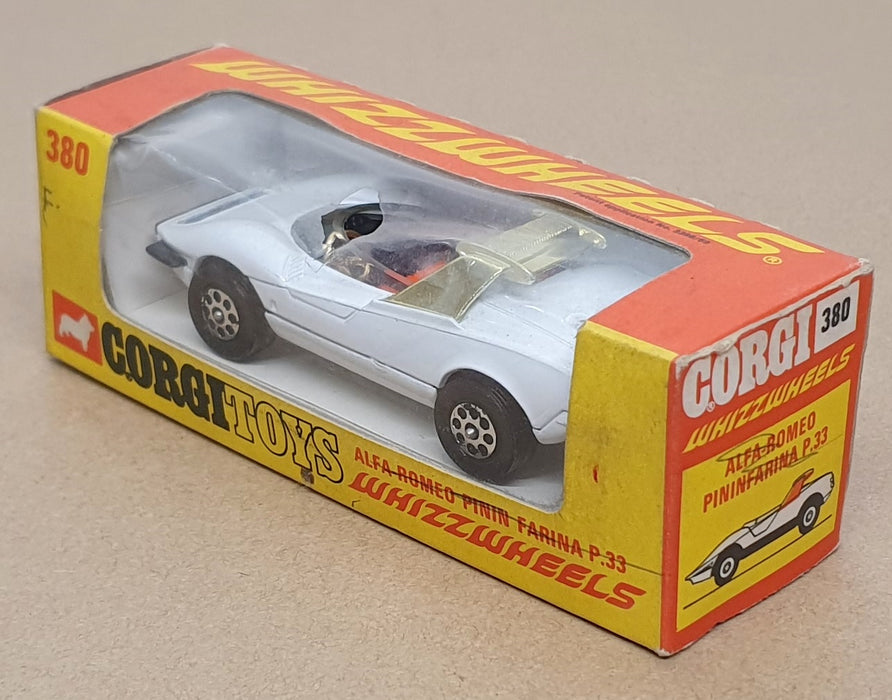 WHIZZWHEELS®
380
F.
CORGI TOYS
ALFA-ROMEO PININ FARINA P.33
WHIZZWHEELS
CORGI® 380
WHIZZWHEELS
ALFA-ROMEO
PININFARINA P.33